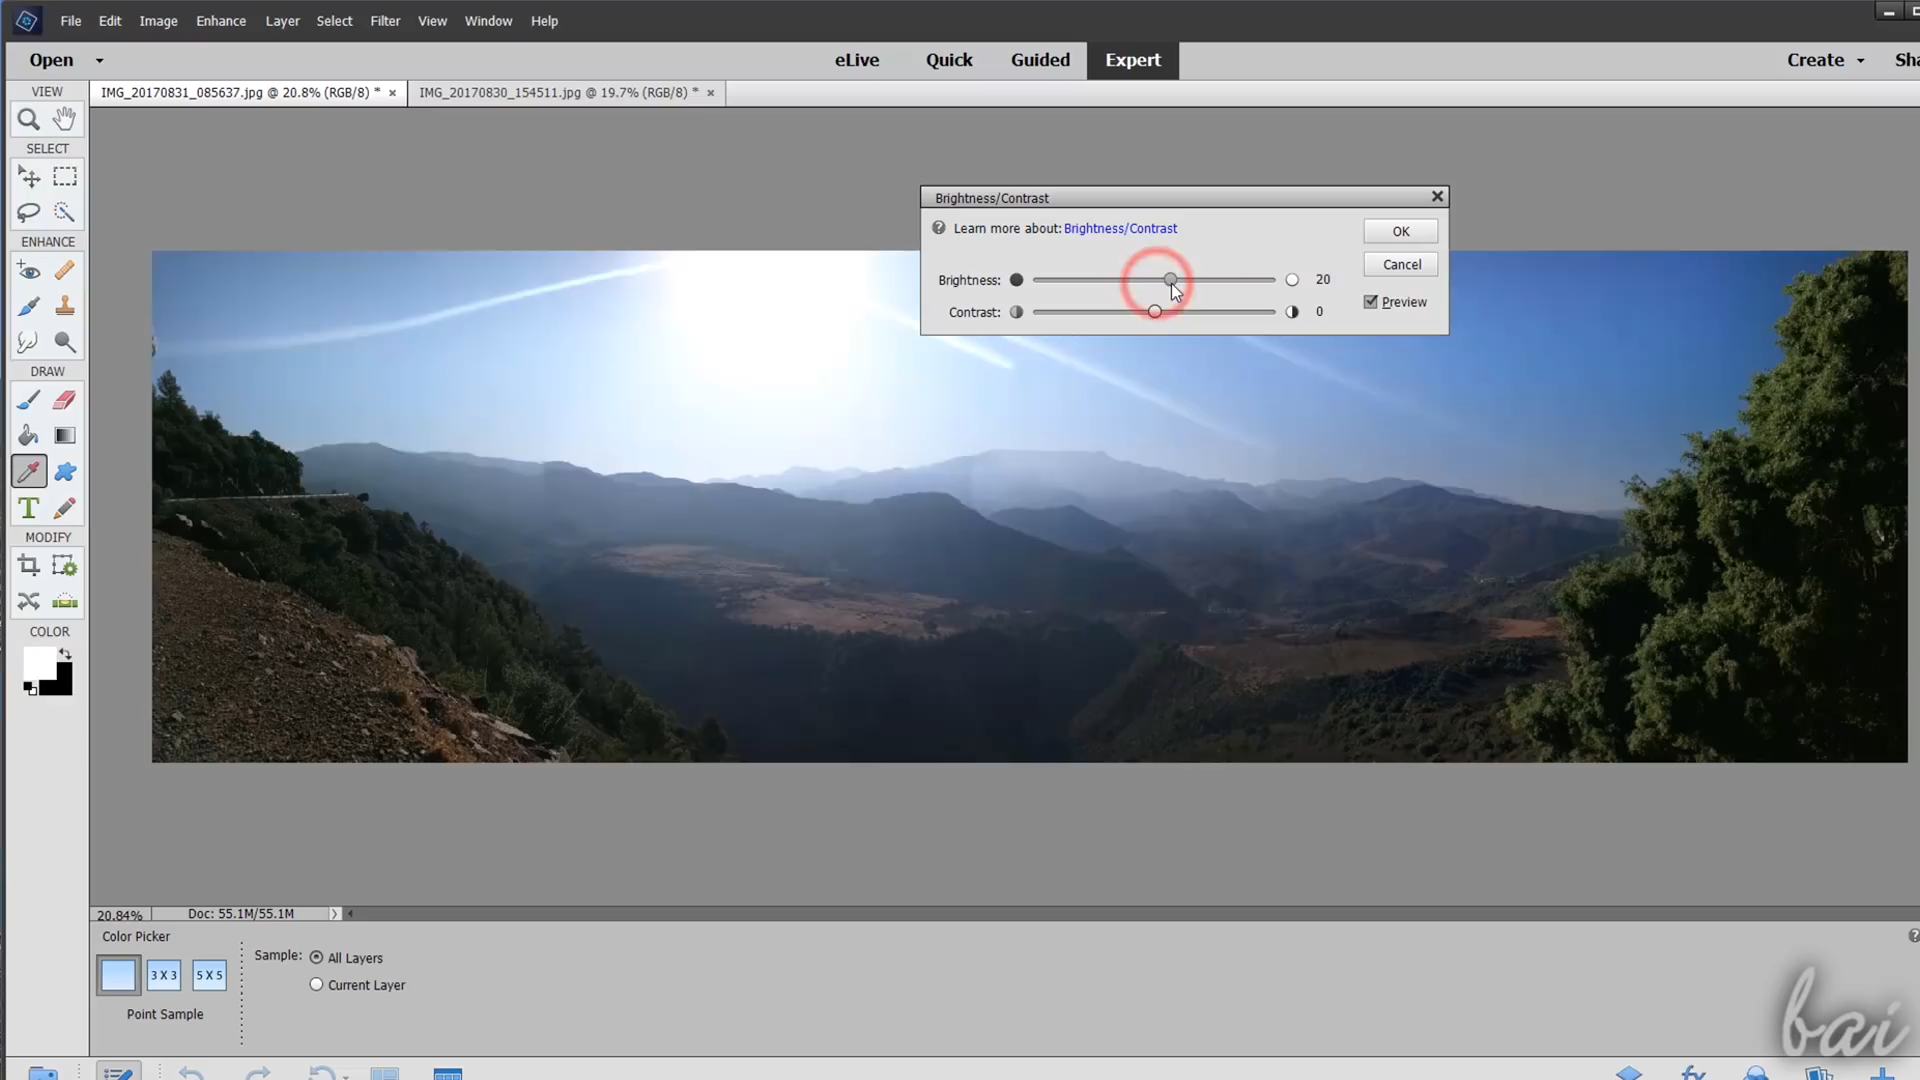 File Edit Image Enhance Layer Select Filter View Window Help
Open eLive Quick Guided Expert Create
IMG_20170831_085637.jpg @ 20.8% (RGB/8) * × IMG_20170830_154511.jpg @ 19.7% (RGB/8) * ×
VIEW
SELECT
ENHANCE
DRAW
T
MODIFY
COLOR
Brightness/Contrast
Learn more about: Brightness/Contrast
OK
Cancel
Brightness: 20
Preview
Contrast: 0
20.84% Doc: 55.1M/55.1M
Color Picker
Sample: All Layers
Current Layer
3 X 3 5 X 5
Point Sample
fx
bai